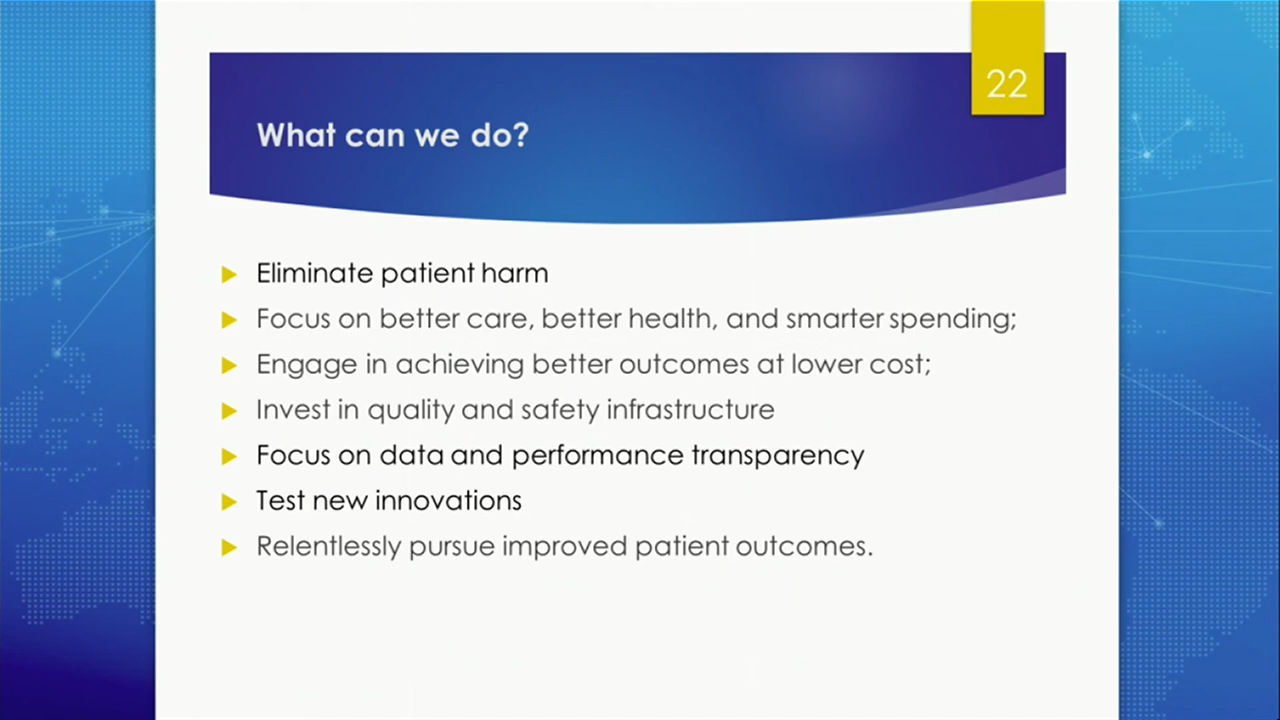 22
What can we do?
Eliminate patient harm
Focus on better care, better health, and smarter spending;
Engage in achieving better outcomes at lower cost;
Invest in quality and safety infrastructure
Focus on data and performance transparency
Test new innovations
Relentlessly pursue improved patient outcomes.